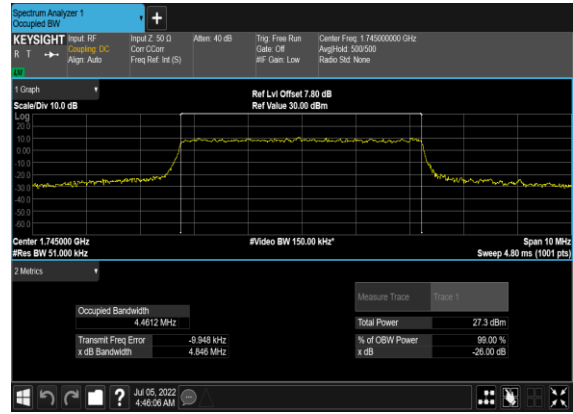 Spectrum Analyzer 1
Occupied BW
+
KEYSIGHT Input: RF Input Z: 50 Ω Atten: 40 dB Trig: Free Run Center Freq: 1.745000000 GHz
R T Coupling: DC Corr CCorr Gate: Off Avg|Hold: 500/500
Align: Auto Freq Ref: Int (S) #IF Gain: Low Radio Std: None
1 Graph
Ref Lvl Offset 7.80 dB
Scale/Div 10.0 dB Ref Value 30.00 dBm
Log
20.0
10.0
0.00
-10.0
-20.0
-30.0
-40.0
-50.0
-60.0
Center 1.745000 GHz #Video BW 150.00 kHz* Span 10 MHz
#Res BW 51.000 kHz Sweep 4.80 ms (1001 pts)
2 Metrics
Measure Trace Trace 1
Occupied Bandwidth
4.4612 MHz Total Power 27.3 dBm
Transmit Freq Error -9.948 kHz % of OBW Power 99.00 %
x dB Bandwidth 4.846 MHz x dB -26.00 dB
? Jul 05, 2022
4:46:06 AM